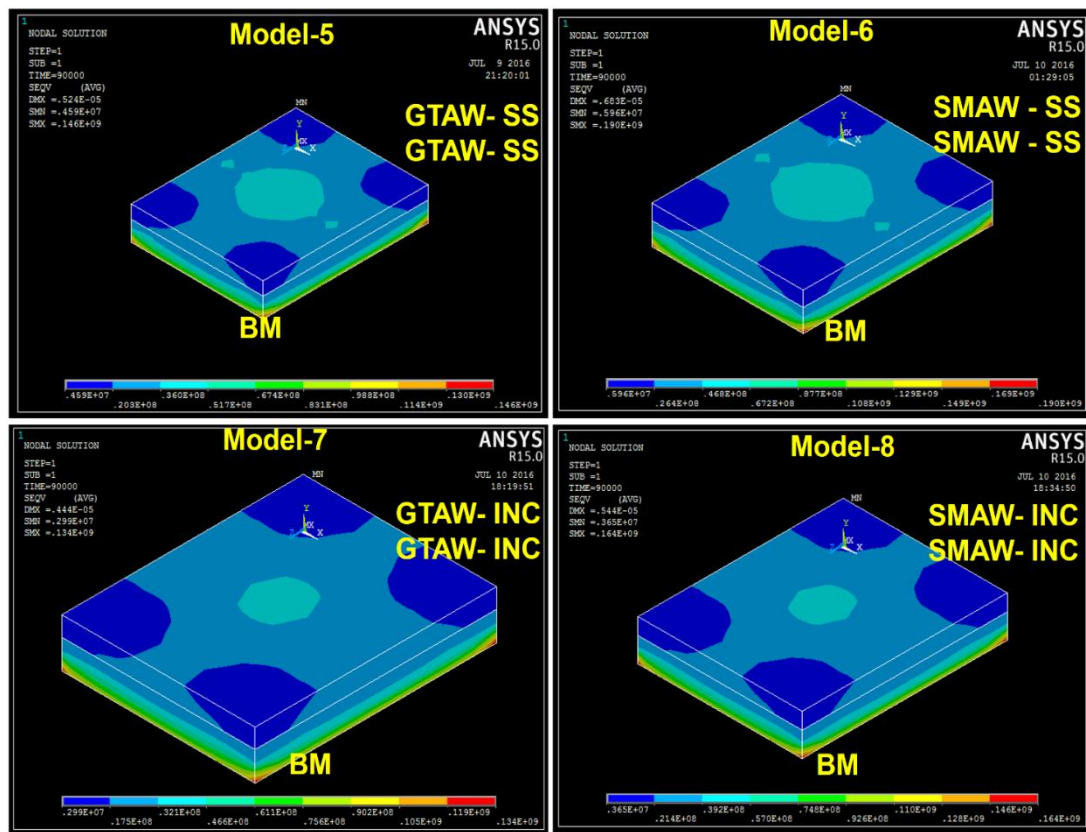 1
Model-5
ANSYS
R15.0
NODAL SOLUTION
STEP=1
SUB =1
TIME=90000
SEQV (AVG)
DMX =.524E-05
SMN =.459E+07
SMX =.146E+09
JUL 9 2016
21:20:01
GTAW- SS
GTAW- SS
MN
Y
MX
Z X
BM
.459E+07 .360E+08 .674E+08 .988E+08 .130E+09
.203E+08 .517E+08 .831E+08 .114E+09 .146E+09
1
Model-6
ANSYS
R15.0
NODAL SOLUTION
STEP=1
SUB =1
TIME=90000
SEQV (AVG)
DMX =.683E-05
SMN =.596E+07
SMX =.190E+09
JUL 10 2016
01:29:05
SMAW - SS
SMAW - SS
MN
Y
MX
Z X
BM
.596E+07 .468E+08 .877E+08 .129E+09 .169E+09
.264E+08 .672E+08 .108E+09 .149E+09 .190E+09
1
Model-7
ANSYS
R15.0
NODAL SOLUTION
STEP=1
SUB =1
TIME=90000
SEQV (AVG)
DMX =.444E-05
SMN =.299E+07
SMX =.134E+09
JUL 10 2016
18:19:51
GTAW- INC
GTAW- INC
MN
Y
MX
Z X
BM
.299E+07 .321E+08 .611E+08 .902E+08 .119E+09
.175E+08 .466E+08 .756E+08 .105E+09 .134E+09
1
Model-8
ANSYS
R15.0
NODAL SOLUTION
STEP=1
SUB =1
TIME=90000
SEQV (AVG)
DMX =.544E-05
SMN =.365E+07
SMX =.164E+09
JUL 10 2016
18:34:50
SMAW- INC
SMAW- INC
MN
Y
MX
Z X
BM
.365E+07 .392E+08 .748E+08 .110E+09 .146E+09
.214E+08 .570E+08 .926E+08 .128E+09 .164E+09